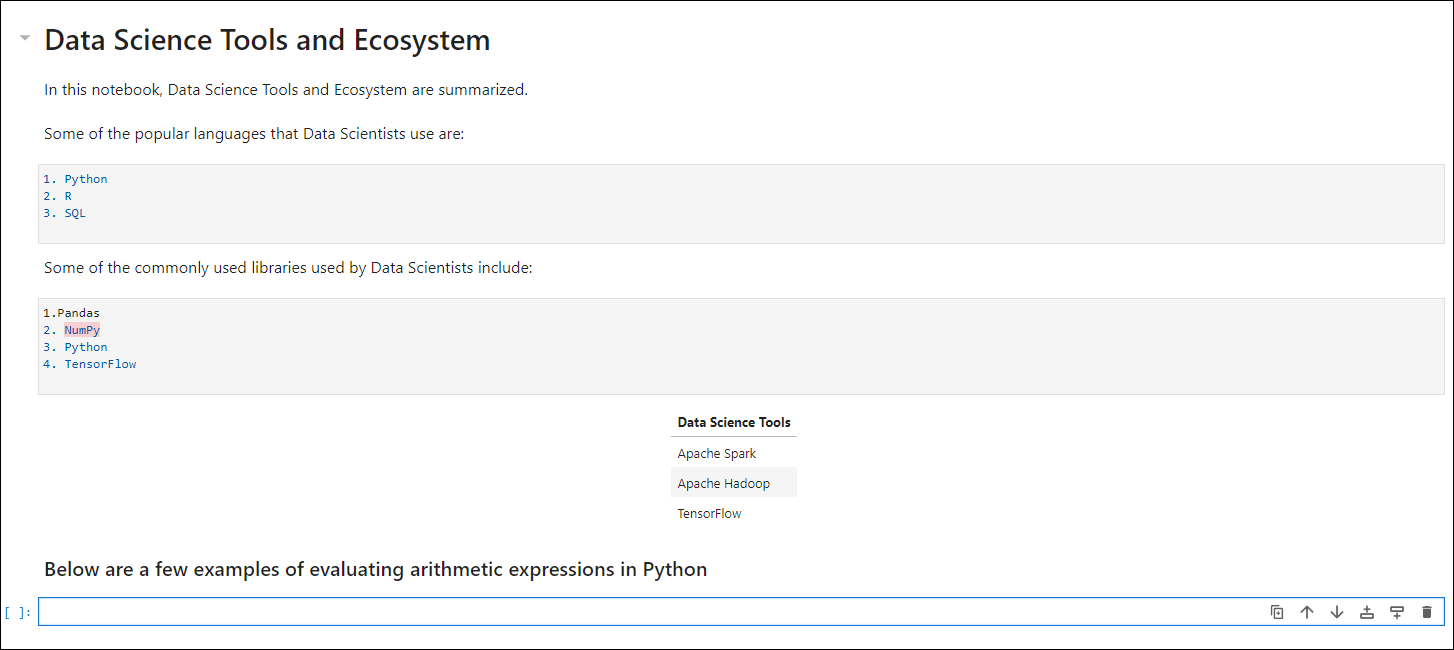 Data Science Tools and Ecosystem
In this notebook, Data Science Tools and Ecosystem are summarized.
Some of the popular languages that Data Scientists use are:
1. Python
2. R
3. SQL
Some of the commonly used libraries used by Data Scientists include:
1.Pandas
2. NumPy
3. Python
4. TensorFlow
Data Science Tools
Apache Spark
Apache Hadoop
TensorFlow
Below are a few examples of evaluating arithmetic expressions in Python
[ ]: